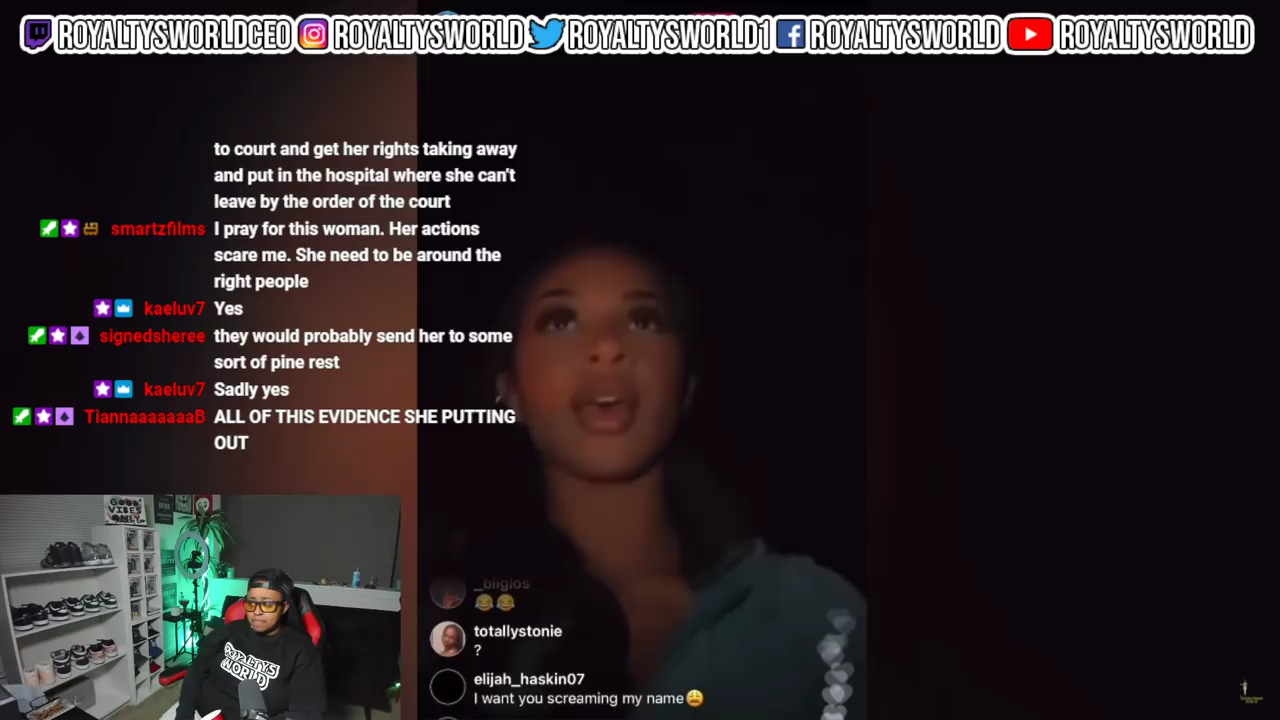 ROYALTYSWORLDCEO ROYALTYSWORLD ROYALTYSWORLD1 ROYALTYSWORLD ROYALTYSWORLD
to court and get her rights taking away
and put in the hospital where she can't
leave by the order of the court
smartzfilms I pray for this woman. Her actions
scare me. She need to be around the
right people
kaeluv7 Yes
signedsheree they would probably send her to some
sort of pine rest
kaeluv7 Sadly yes
TiannaaaaaaaB ALL OF THIS EVIDENCE SHE PUTTING
OUT
GOOD
VIBES
ONLY
ROYALTYS
WORLD
_bliglos
😂😂
totallystonie
?
elijah_haskin07
I want you screaming my name😩